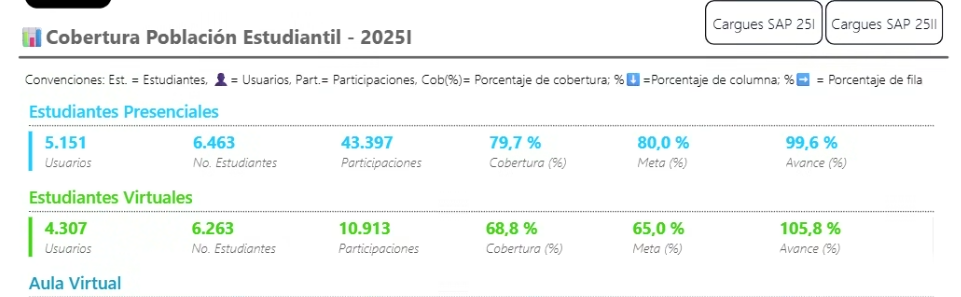 Cargues SAP 25I Cargues SAP 25II
Cobertura Población Estudiantil - 2025I
Convenciones: Est. = Estudiantes, 👤 = Usuarios, Part.= Participaciones, Cob(%)= Porcentaje de cobertura; %⬇️=Porcentaje de columna; %➡️ = Porcentaje de fila
Estudiantes Presenciales
5.151 6.463 43.397 79,7 % 80,0 % 99,6 %
Usuarios No. Estudiantes Participaciones Cobertura (%) Meta (%) Avance (%)
Estudiantes Virtuales
4.307 6.263 10.913 68,8 % 65,0 % 105,8 %
Usuarios No. Estudiantes Participaciones Cobertura (%) Meta (%) Avance (%)
Aula Virtual